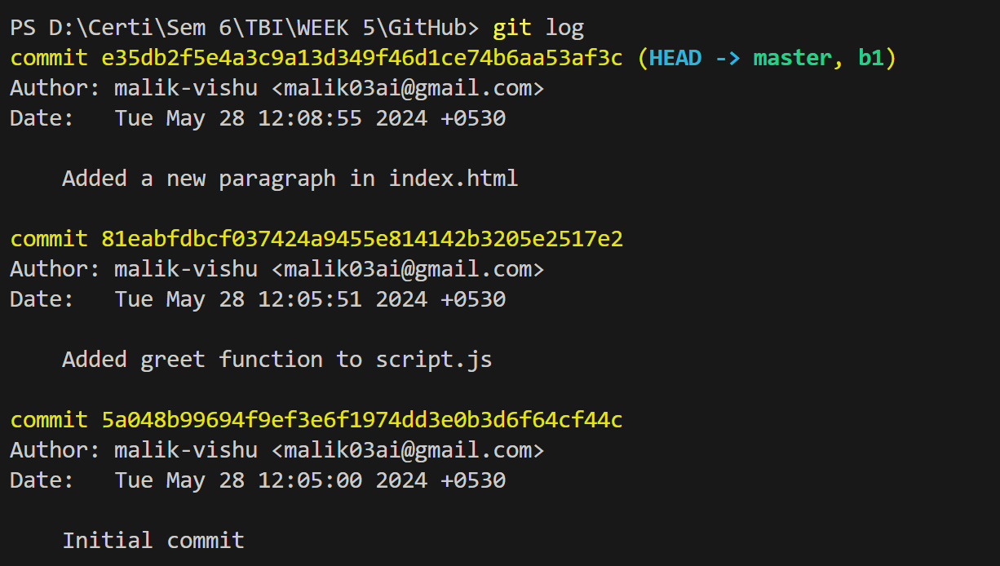 PS D:\Certi\Sem 6\TBI\WEEK 5\GitHub> git log
commit e35db2f5e4a3c9a13d349f46d1ce74b6aa53af3c (HEAD -> master, b1)
Author: malik-vishu <malik03ai@gmail.com>
Date:   Tue May 28 12:08:55 2024 +0530
    Added a new paragraph in index.html
commit 81eabfdbcf037424a9455e814142b3205e2517e2
Author: malik-vishu <malik03ai@gmail.com>
Date:   Tue May 28 12:05:51 2024 +0530
    Added greet function to script.js
commit 5a048b99694f9ef3e6f1974dd3e0b3d6f64cf44c
Author: malik-vishu <malik03ai@gmail.com>
Date:   Tue May 28 12:05:00 2024 +0530
    Initial commit